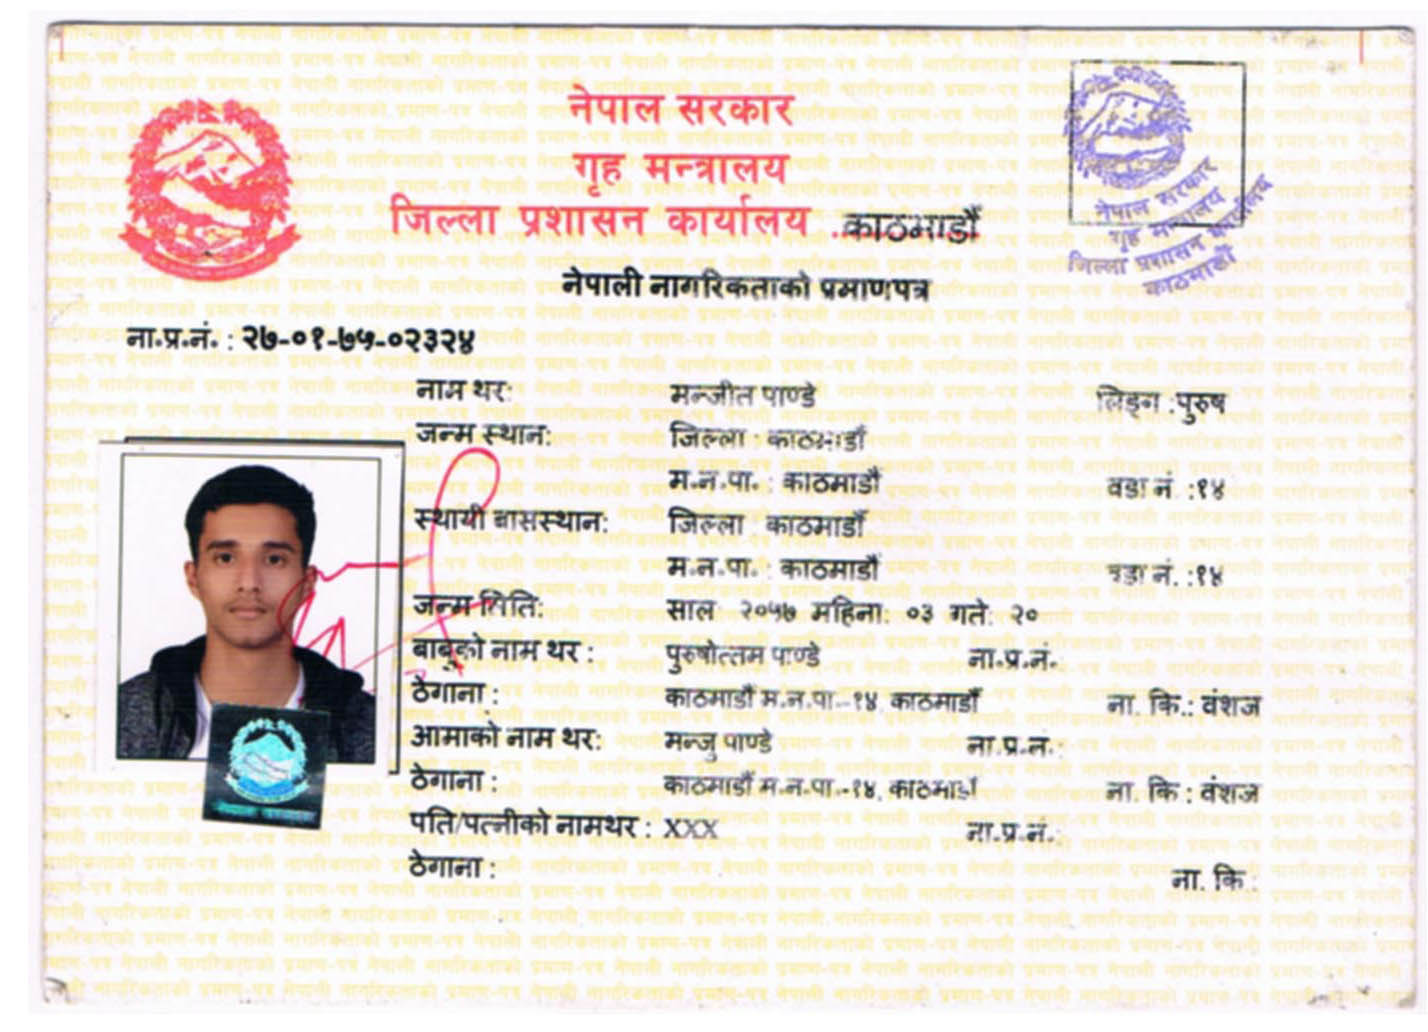 नेपाल सरकार
गृह मन्त्रालय
जिल्ला प्रशासन कार्यालय काठमाडौं
नेपाली नागरिकताको प्रमाणपत्र
नेपाल सरकार
गृह मन्त्रालय
जिल्ला प्रशासन कार्यालय
काठमाडौं
ना.प्र.नं. : २७-०१-७५-०२३२४
नाम थर: मन्जीत पाण्डे लिङ्ग :पुरुष
जन्म स्थान: जिल्ला : काठमाडौं
म.न.पा. : काठमाडौं वडा नं. :१४
स्थायी बासस्थान: जिल्ला : काठमाडौं
म.न.पा. : काठमाडौं वडा नं. :१४
जन्म मिति: साल: २०५७ महिना: ०३ गते: २०
बाबुको नाम थर : पुरुषोत्तम पाण्डे ना.प्र.नं.
ठेगाना : काठमाडौं म.न.पा.-१४, काठमाडौं ना. कि.: वंशज
आमाको नाम थर: मन्जु पाण्डे ना.प्र.नं.:
ठेगाना : काठमाडौं म.न.पा.-१४, काठमाडौं ना. कि : वंशज
पति/पत्नीको नामथर : XXX ना.प्र.नं.:
ठेगाना : ना. कि :